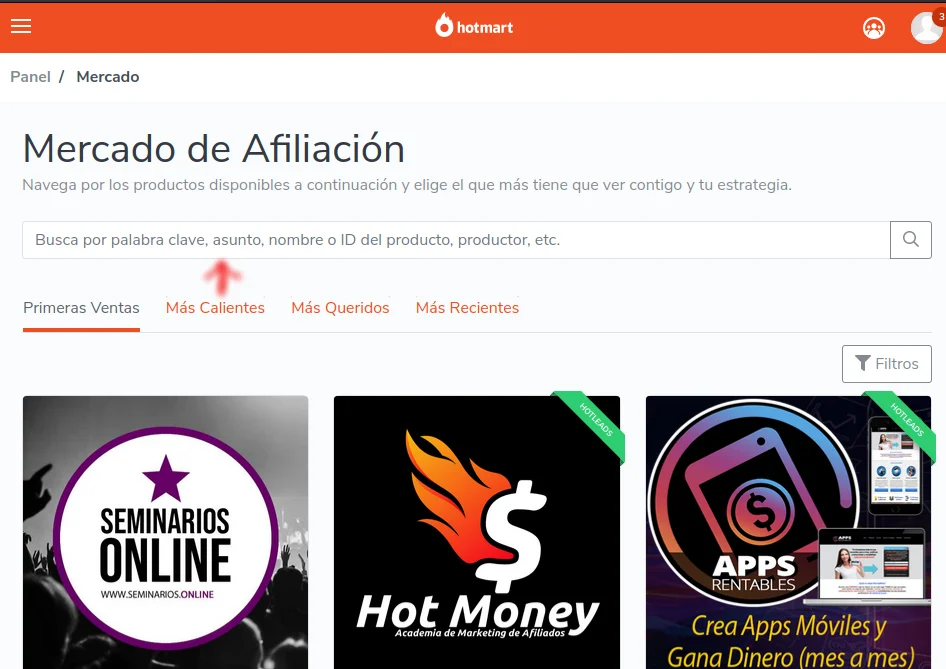 hotmart
3
Panel / Mercado
Mercado de Afiliación
Navega por los productos disponibles a continuación y elige el que más tiene que ver contigo y tu estrategia.
Busca por palabra clave, asunto, nombre o ID del producto, productor, etc.
Primeras Ventas Más Calientes Más Queridos Más Recientes
Filtros
SEMINARIOS
ONLINE
WWW.SEMINARIOS.ONLINE
HOTLEADS
$
Hot Money
Academia de Marketing de Afiliados
HOTLEADS
$
APPS
RENTABLES
Crea Apps Móviles y
Gana Dinero (mes a mes)